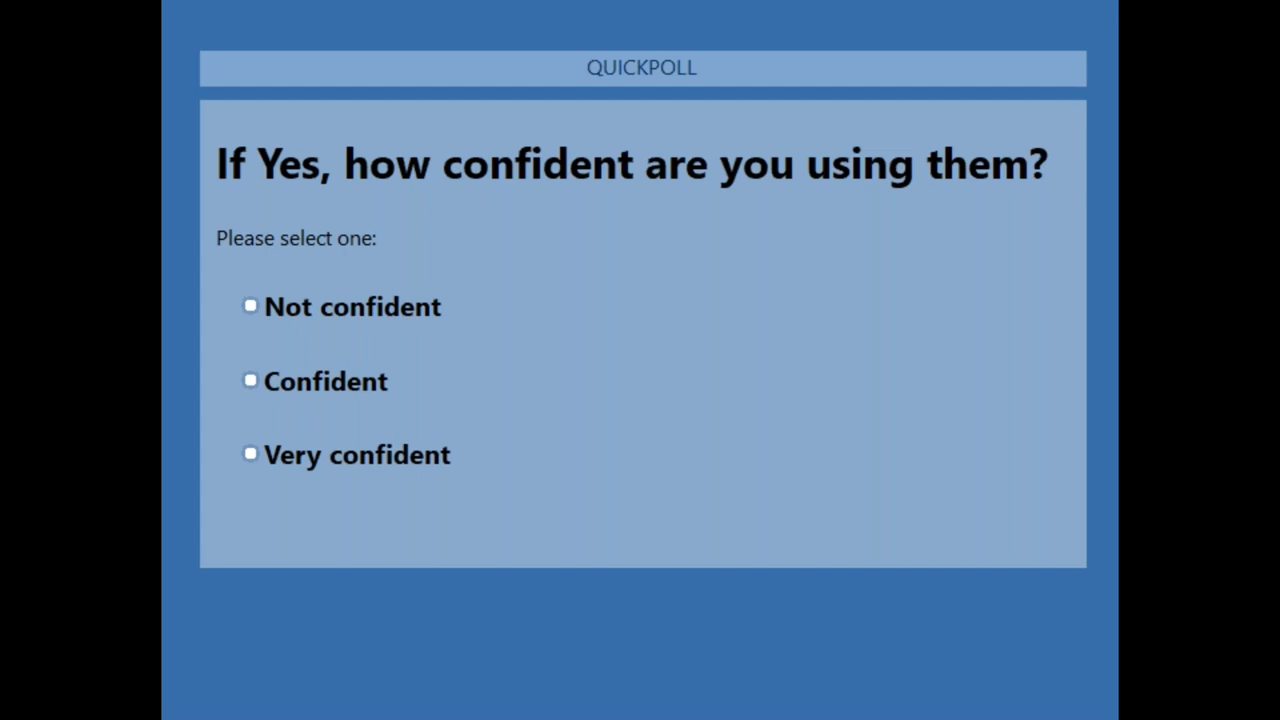 QUICKPOLL
If Yes, how confident are you using them?
Please select one:
Not confident
Confident
Very confident